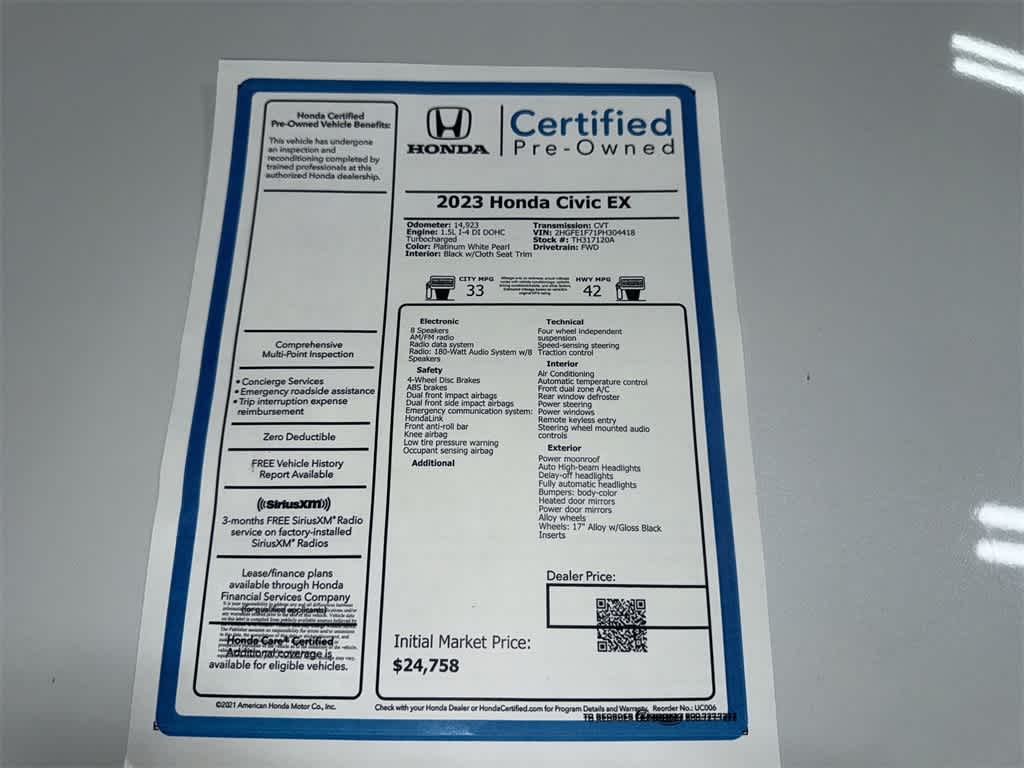 Honda Certified
Pre-Owned Vehicle Benefits:
This vehicle has undergone
an inspection and
reconditioning completed by
trained professionals at this
authorized Honda dealership.
Comprehensive
Multi-Point Inspection
• Concierge Services
• Emergency roadside assistance
• Trip interruption expense
reimbursement
Zero Deductible
FREE Vehicle History
Report Available
((SiriusXM))
3-months FREE SiriusXM® Radio
service on factory-installed
SiriusXM® Radios
Lease/finance plans
available through Honda
Financial Services Company
(for qualified applicants)
Honda Care® Certified
Additional coverage is
available for eligible vehicles.
HONDA
Certified
Pre-Owned
2023 Honda Civic EX
Odometer: 14,923
Engine: 1.5L I-4 DI DOHC
Turbocharged
Color: Platinum White Pearl
Interior: Black w/Cloth Seat Trim
Transmission: CVT
VIN: 2HGFE1F71PH304418
Stock #: TH317120A
Drivetrain: FWD
CITY MPG
33
HWY MPG
42
Electronic
8 Speakers
AM/FM radio
Radio data system
Radio: 180-Watt Audio System w/8
Speakers
Safety
4-Wheel Disc Brakes
ABS brakes
Dual front impact airbags
Dual front side impact airbags
Emergency communication system:
HondaLink
Front anti-roll bar
Knee airbag
Low tire pressure warning
Occupant sensing airbag
Additional
Technical
Four wheel independent
suspension
Speed-sensing steering
Traction control
Interior
Air Conditioning
Automatic temperature control
Front dual zone A/C
Rear window defroster
Power steering
Power windows
Remote keyless entry
Steering wheel mounted audio
controls
Exterior
Power moonroof
Auto High-beam Headlights
Delay-off headlights
Fully automatic headlights
Bumpers: body-color
Heated door mirrors
Power door mirrors
Alloy wheels
Wheels: 17" Alloy w/Gloss Black
Inserts
Dealer Price:
Initial Market Price:
$24,758
©2021 American Honda Motor Co., Inc.
Check with your Honda Dealer or HondaCertified.com for Program Details and Warranty. Reorder No.: UC006